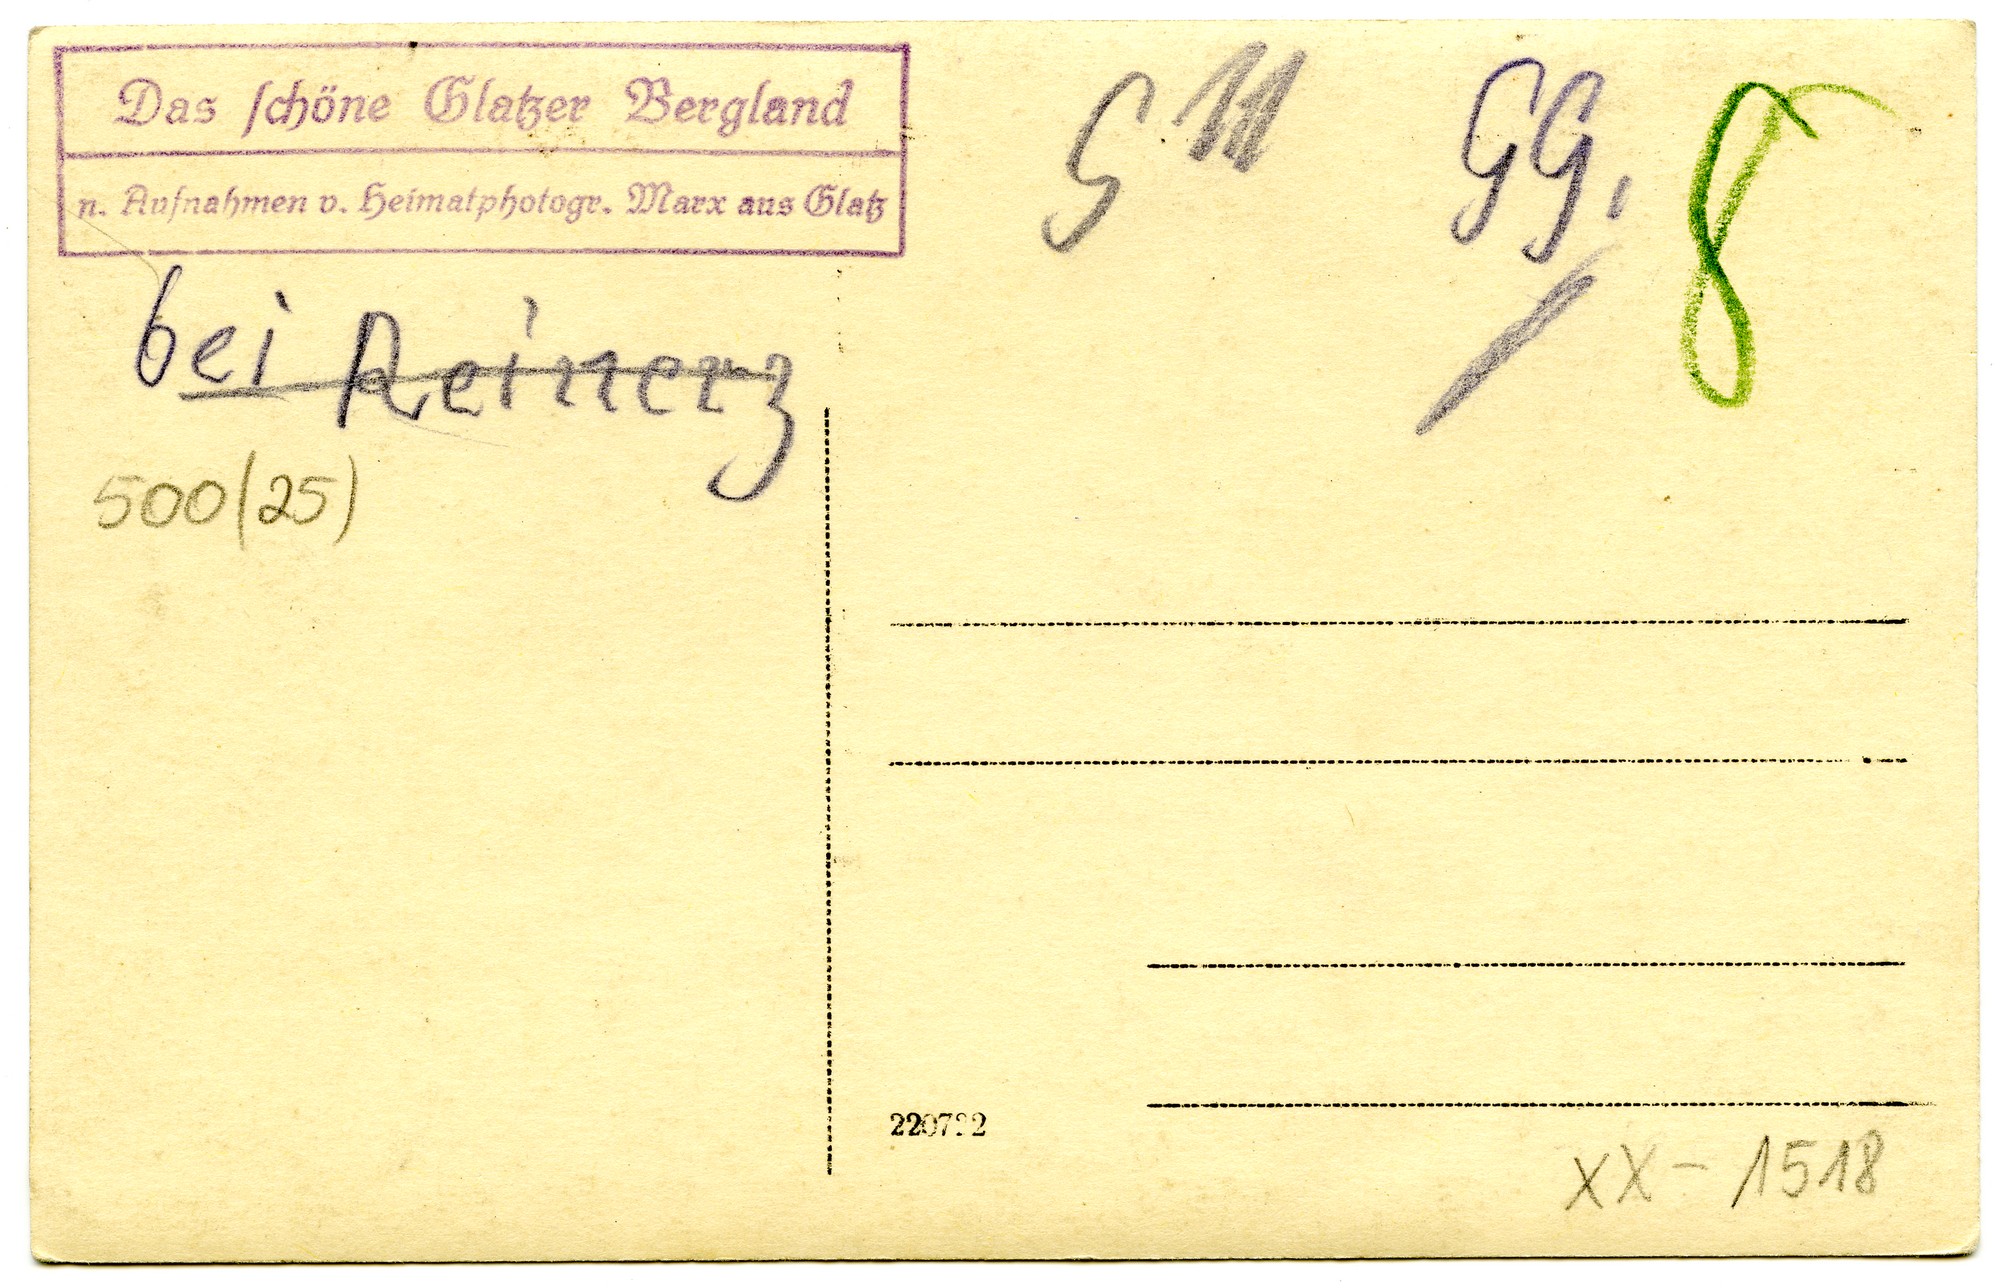 Das schöne Glatzer Bergland
n. Aufnahmen v. Heimatphotogr. Marx aus Glatz
bei Reinerz
500(25)
G
GG,
8
XX-1518